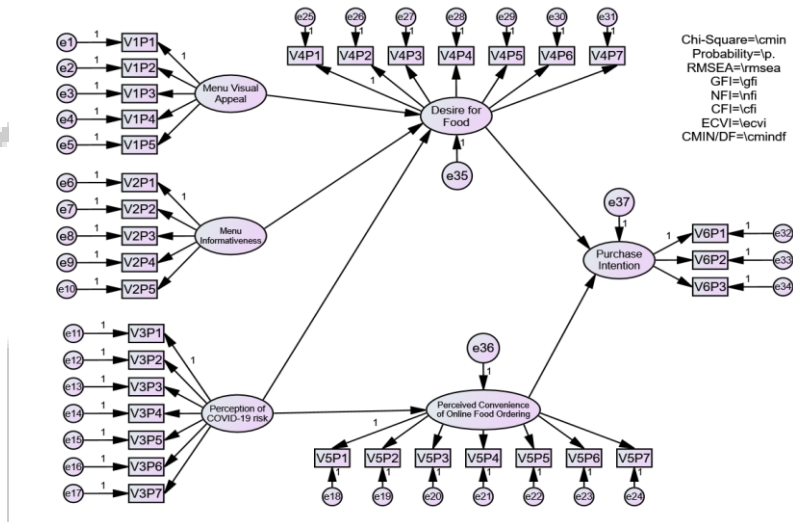 e25 e26 e27 e28 e29 e30 e31
1 1 1 1 1 1 1
V4P1 V4P2 V4P3 V4P4 V4P5 V4P6 V4P7
1
Chi-Square=\cmin
Probability=\p.
RMSEA=\rmsea
GFI=\gfi
NFI=\nfi
CFI=\cfi
ECVI=\ecvi
CMIN/DF=\cmindf
e1 1 V1P1 1
e2 1 V1P2
e3 1 V1P3
e4 1 V1P4
e5 1 V1P5
Menu Visual
Appeal
Desire for
Food
1
e35
e6 1 V2P1 1
e7 1 V2P2
e8 1 V2P3
e9 1 V2P4
e10 1 V2P5
Menu
Informativeness
e37
1
Purchase
Intention
1 V6P1 1 e32
V6P2 1 e33
V6P3 1 e34
e11 1 V3P1 1
e12 1 V3P2
e13 1 V3P3
e14 1 V3P4
e15 1 V3P5
e16 1 V3P6
e17 1 V3P7
Perception of
COVID-19 risk
e36
1
Perceived Convenience
of Online Food Ordering
1
V5P1 V5P2 V5P3 V5P4 V5P5 V5P6 V5P7
1 1 1 1 1 1 1
e18 e19 e20 e21 e22 e23 e24